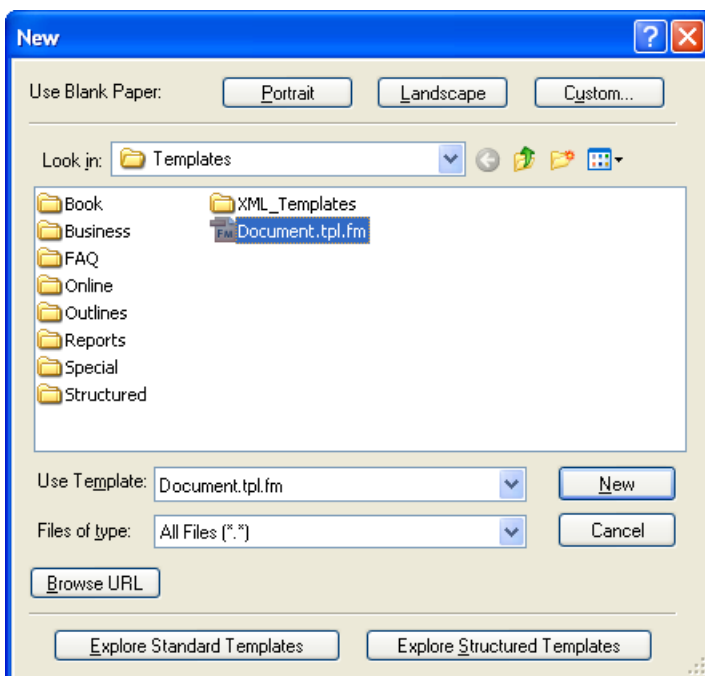 New
Use Blank Paper: Portrait Landscape Custom...
Look in: Templates
Book XML_Templates
Business Document.tpl.fm
FAQ
Online
Outlines
Reports
Special
Structured
Use Template: Document.tpl.fm New
Files of type: All Files (*.*) Cancel
Browse URL
Explore Standard Templates Explore Structured Templates